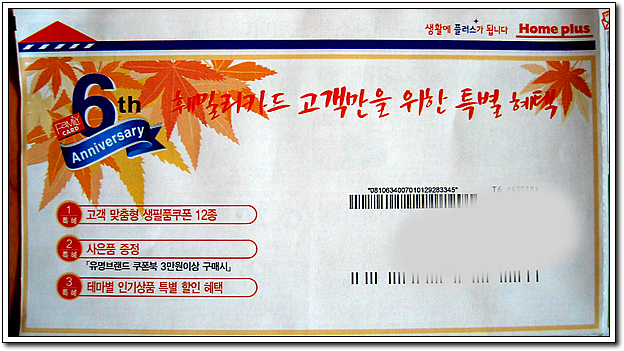 생활에 플러스가 됩니다 Home plus
6th
Family CARD
Anniversary
훼밀리카드 고객만을 위한 특별 혜택
*0810634007010129283345*
1 특혜 고객 맞춤형 생필품쿠폰 12종
2 특혜 사은품 증정
「유명브랜드 쿠폰북 3만원이상 구매시」
3 특혜 테마별 인기상품 특별 할인 혜택